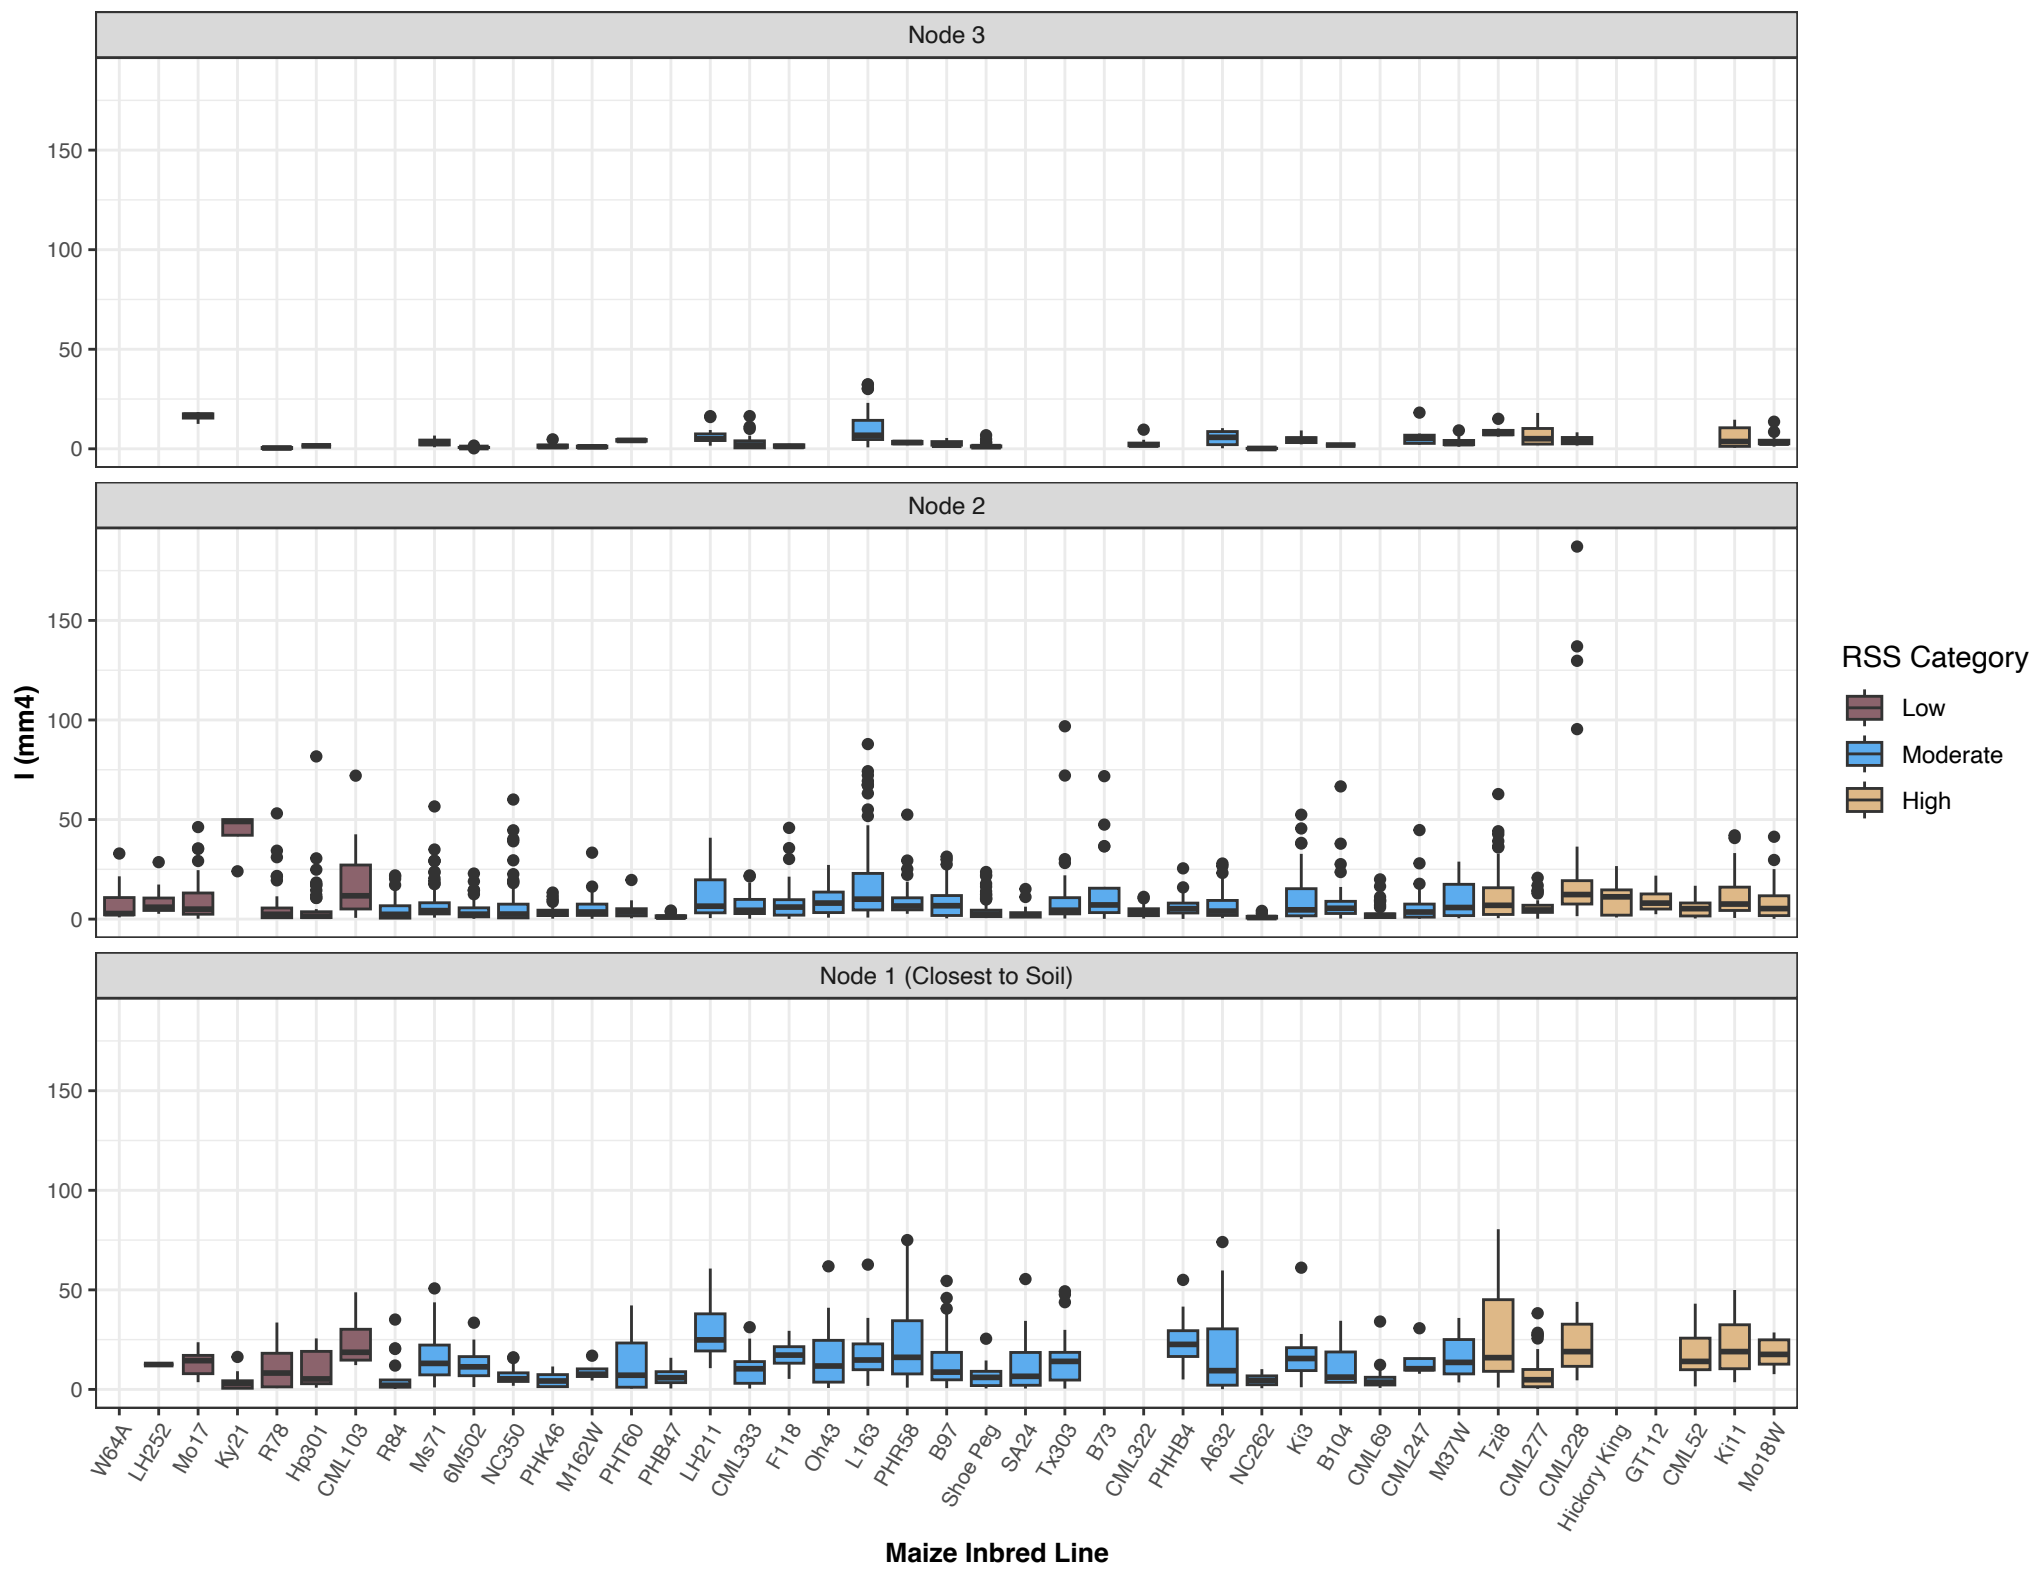 Node 3
150
100
50
0
Node 2
150
100
50
0
Node 1 (Closest to Soil)
150
100
50
0
I (mm4)
W64A
LH252
Mo17
Ky21
R78
Hp301
CML103
R84
Ms71
6M502
NC350
PHK46
M162W
PHT60
PHB47
LH211
CML333
F118
Oh43
L163
PHR58
B97
Shoe Peg
SA24
Tx303
B73
CML322
PHHB4
A632
NC262
Ki3
B104
CML69
CML247
M37W
Tzi8
CML277
CML228
Hickory King
GT112
CML52
Ki11
Mo18W
Maize Inbred Line
RSS Category
Low
Moderate
High